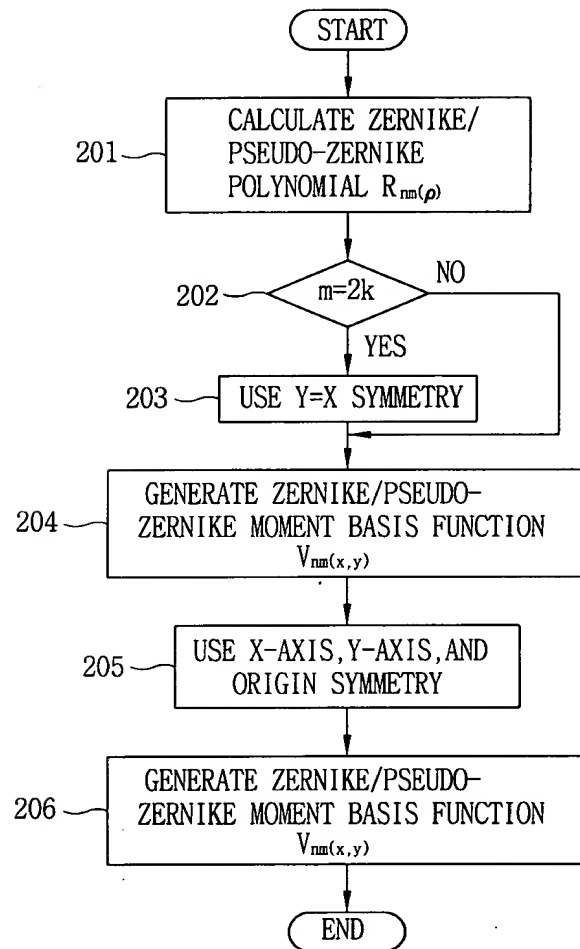 START
201
CALCULATE ZERNIKE/
PSEUDO-ZERNIKE
POLYNOMIAL Rnm(ρ)
202
m=2k
NO
YES
203
USE Y=X SYMMETRY
204
GENERATE ZERNIKE/PSEUDO-
ZERNIKE MOMENT BASIS FUNCTION
Vnm(x,y)
205
USE X-AXIS,Y-AXIS,AND
ORIGIN SYMMETRY
206
GENERATE ZERNIKE/PSEUDO-
ZERNIKE MOMENT BASIS FUNCTION
Vnm(x,y)
END